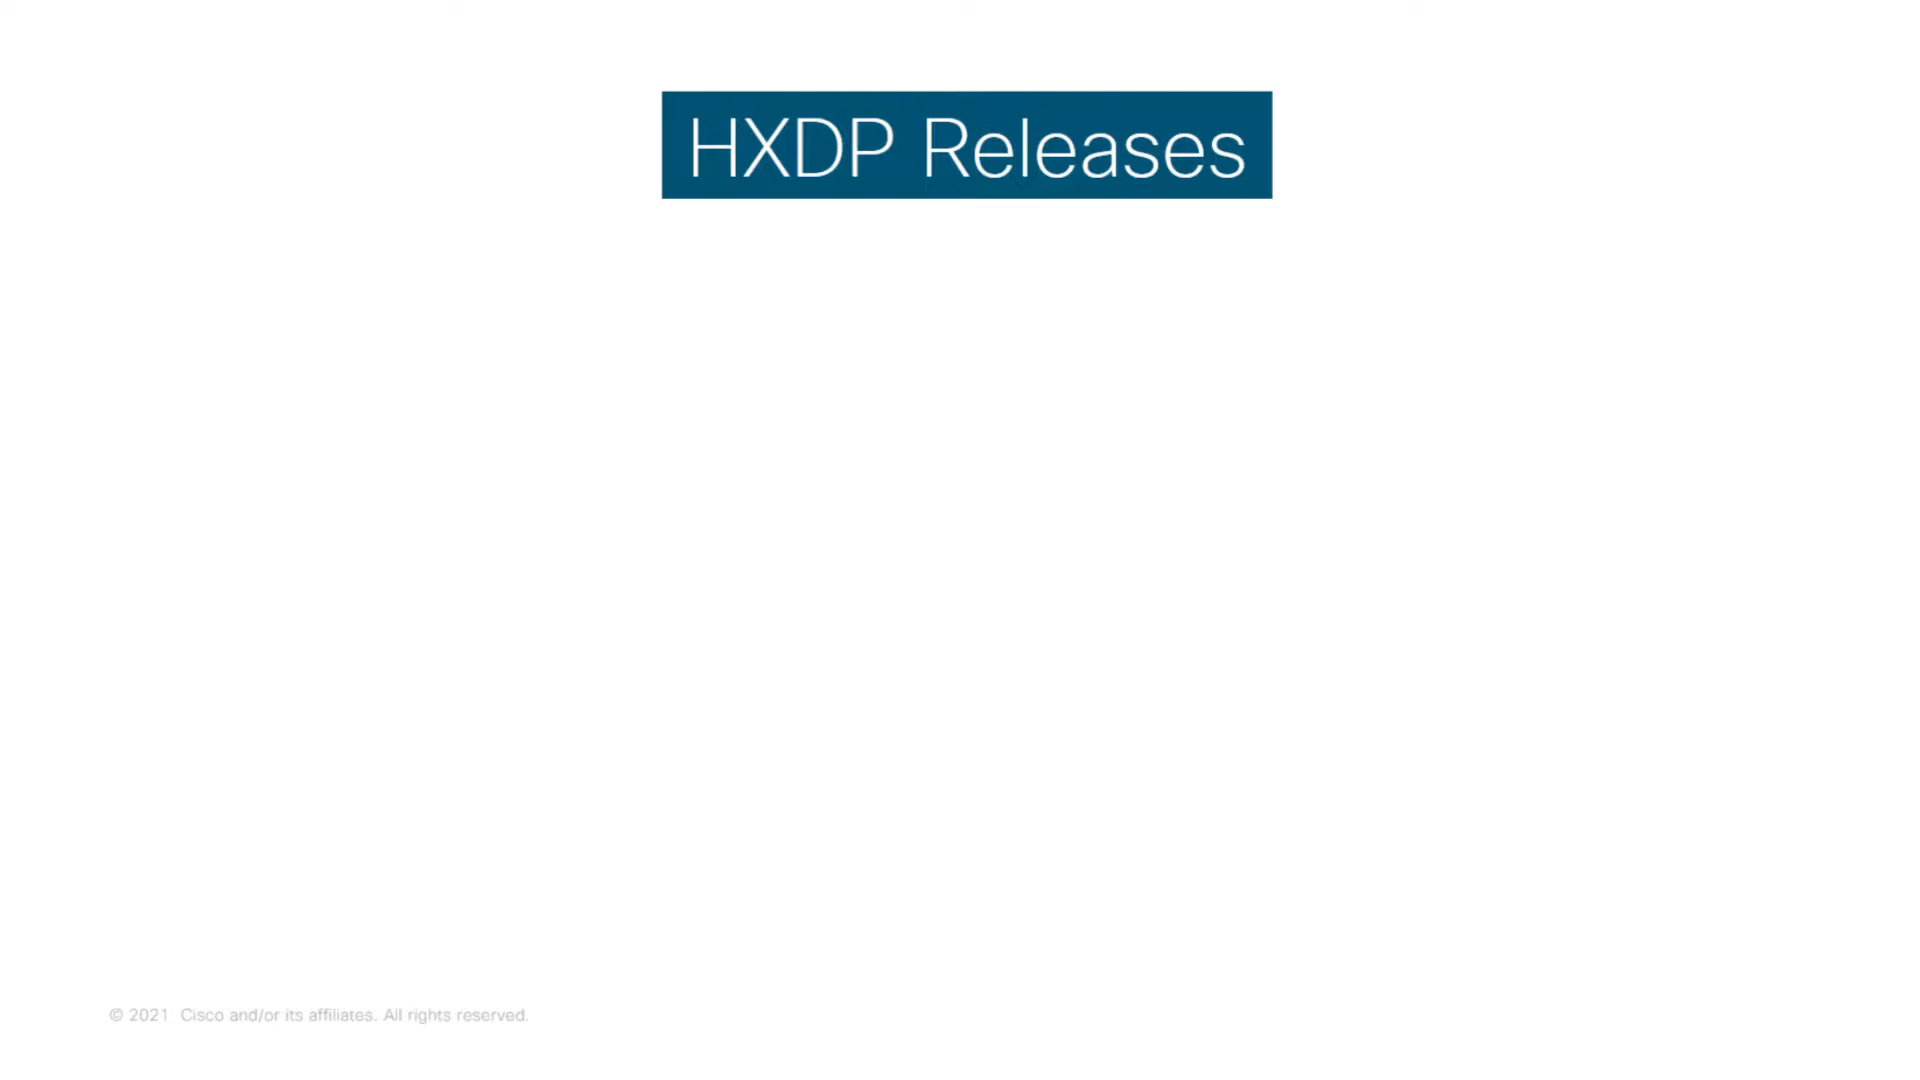 HXDP Releases
© 2021 Cisco and/or its affiliates. All rights reserved.